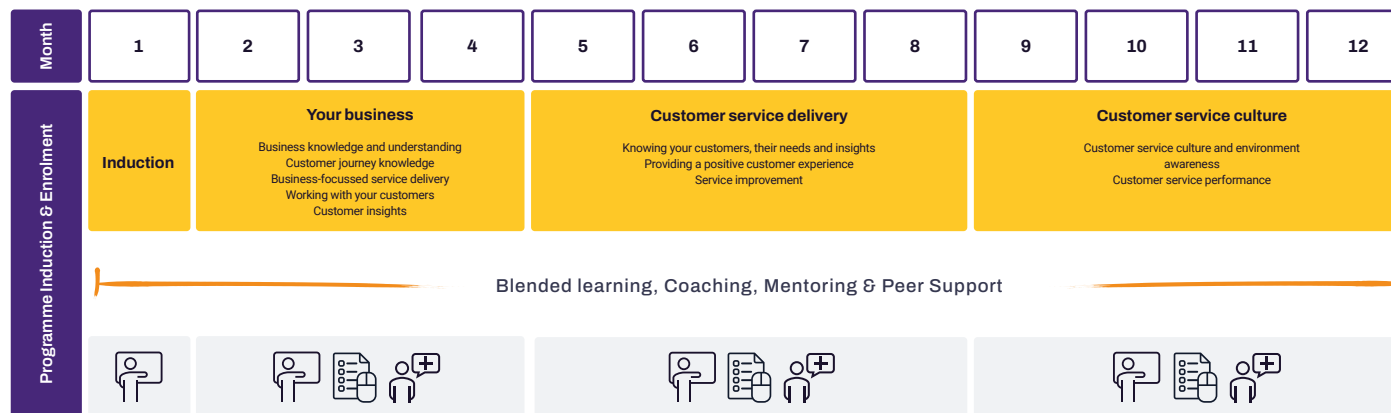 Month
1
2
3
4
5
6
7
8
9
10
11
12
Programme Induction & Enrolment
Induction
Your business
Business knowledge and understanding
Customer journey knowledge
Business-focussed service delivery
Working with your customers
Customer insights
Customer service delivery
Knowing your customers, their needs and insights
Providing a positive customer experience
Service improvement
Customer service culture
Customer service culture and environment
awareness
Customer service performance
Blended learning, Coaching, Mentoring & Peer Support